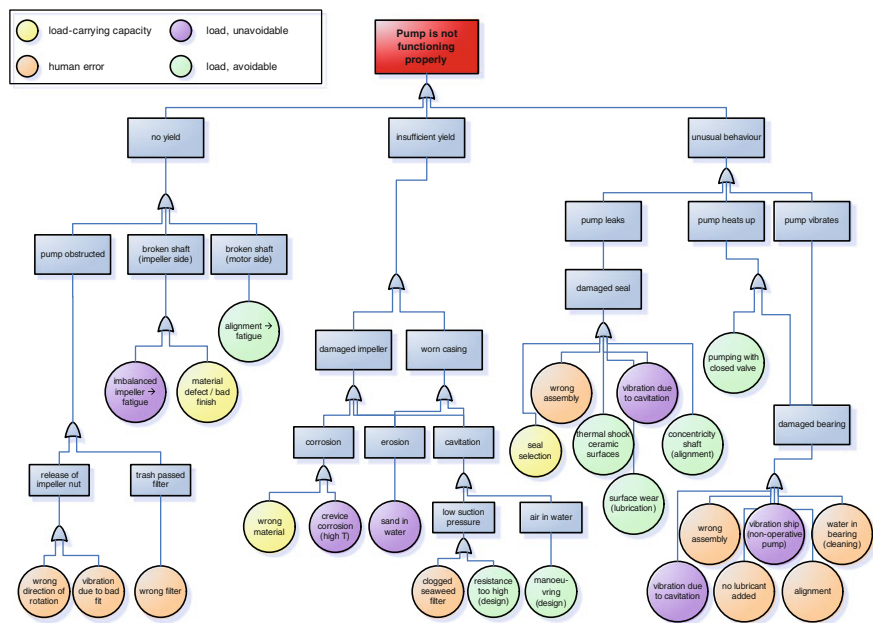 load-carrying capacity
load, unavoidable
human error
load, avoidable
Pump is not
functioning
properly
no yield
insufficient yield
unusual behaviour
pump leaks
pump heats up
pump vibrates
pump obstructed
broken shaft
(impeller side)
broken shaft
(motor side)
damaged seal
alignment →
fatigue
damaged impeller
worn casing
imbalanced
impeller →
fatigue
material
defect / bad
finish
pumping with
closed valve
wrong
assembly
vibration due
to cavitation
damaged bearing
corrosion
erosion
cavitation
seal
selection
thermal shock
ceramic
surfaces
concentricity
shaft
(alignment)
release of
impeller nut
trash passed
filter
surface wear
(lubrication)
wrong
material
crevice
corrosion
(high T)
sand in
water
low suction
pressure
air in water
wrong
assembly
vibration ship
(non-operative
pump)
water in
bearing
(cleaning)
wrong
direction of
rotation
vibration
due to bad
fit
wrong filter
clogged
seaweed
filter
resistance
too high
(design)
manoeu-
vring
(design)
vibration due
to cavitation
no lubricant
added
alignment